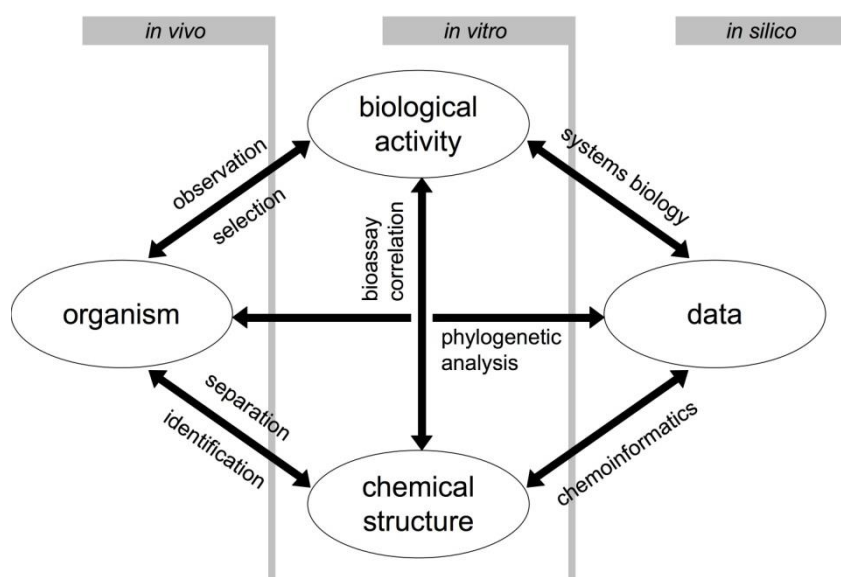 in vivo
in vitro
in silico
biological
activity
observation
selection
systems biology
bioassay
correlation
organism
data
phylogenetic
analysis
separation
identification
chemoinformatics
chemical
structure